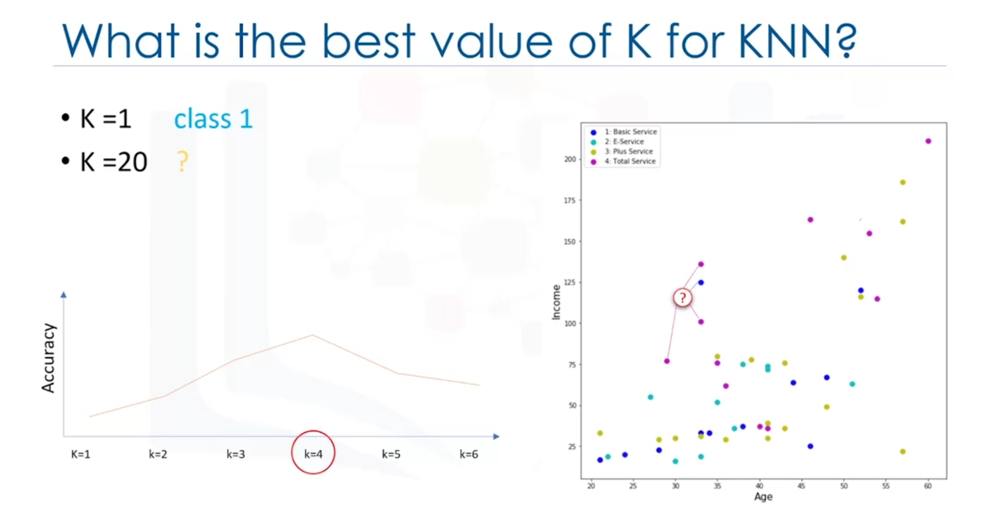 What is the best value of K for KNN?
• K =1 class 1
• K =20 ?
Accuracy
K=1 k=2 k=3 k=4 k=5 k=6
1: Basic Service
2: E-Service
3: Plus Service
4: Total Service
Income
200
175
150
125
100
75
50
25
?
20 25 30 35 40 45 50 55 60
Age